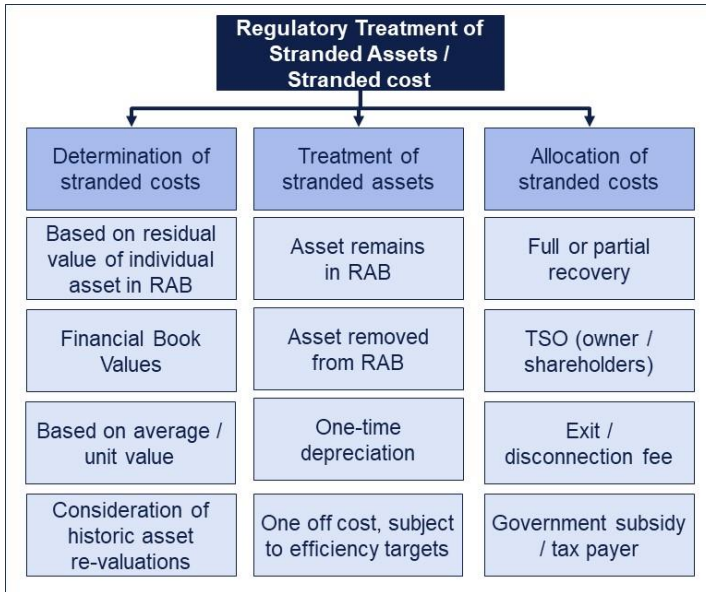 Regulatory Treatment of
Stranded Assets /
Stranded cost
Determination of
stranded costs
Based on residual
value of individual
asset in RAB
Financial Book
Values
Based on average /
unit value
Consideration of
historic asset
re-valuations
Treatment of
stranded assets
Asset remains
in RAB
Asset removed
from RAB
One-time
depreciation
One off cost, subject
to efficiency targets
Allocation of
stranded costs
Full or partial
recovery
TSO (owner /
shareholders)
Exit /
disconnection fee
Government subsidy
/ tax payer